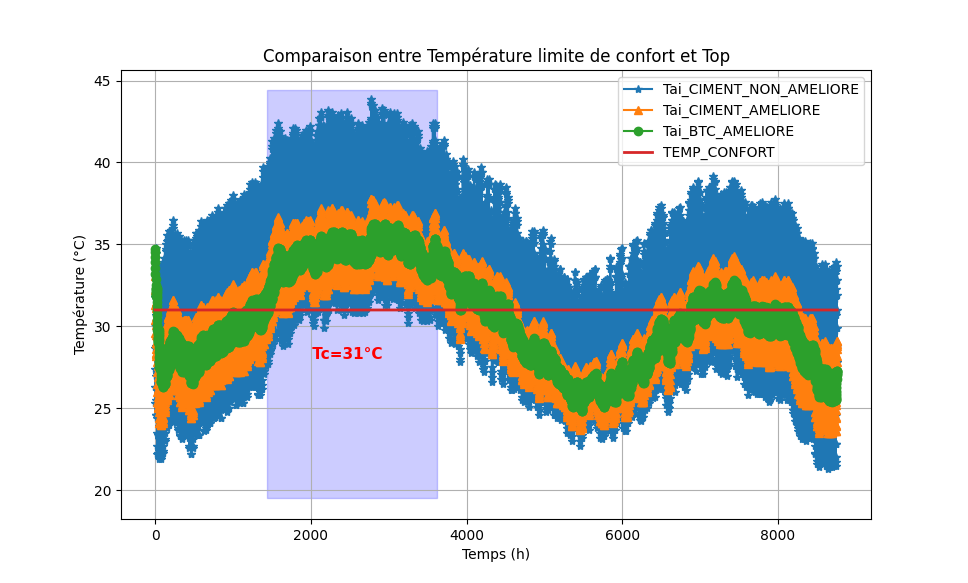 Comparaison entre Température limite de confort et Top
Tai_CIMENT_NON_AMELIORE
Tai_CIMENT_AMELIORE
Tai_BTC_AMELIORE
TEMP_CONFORT
Température (°C)
45
40
35
30
25
20
Tc=31°C
0 2000 4000 6000 8000
Temps (h)